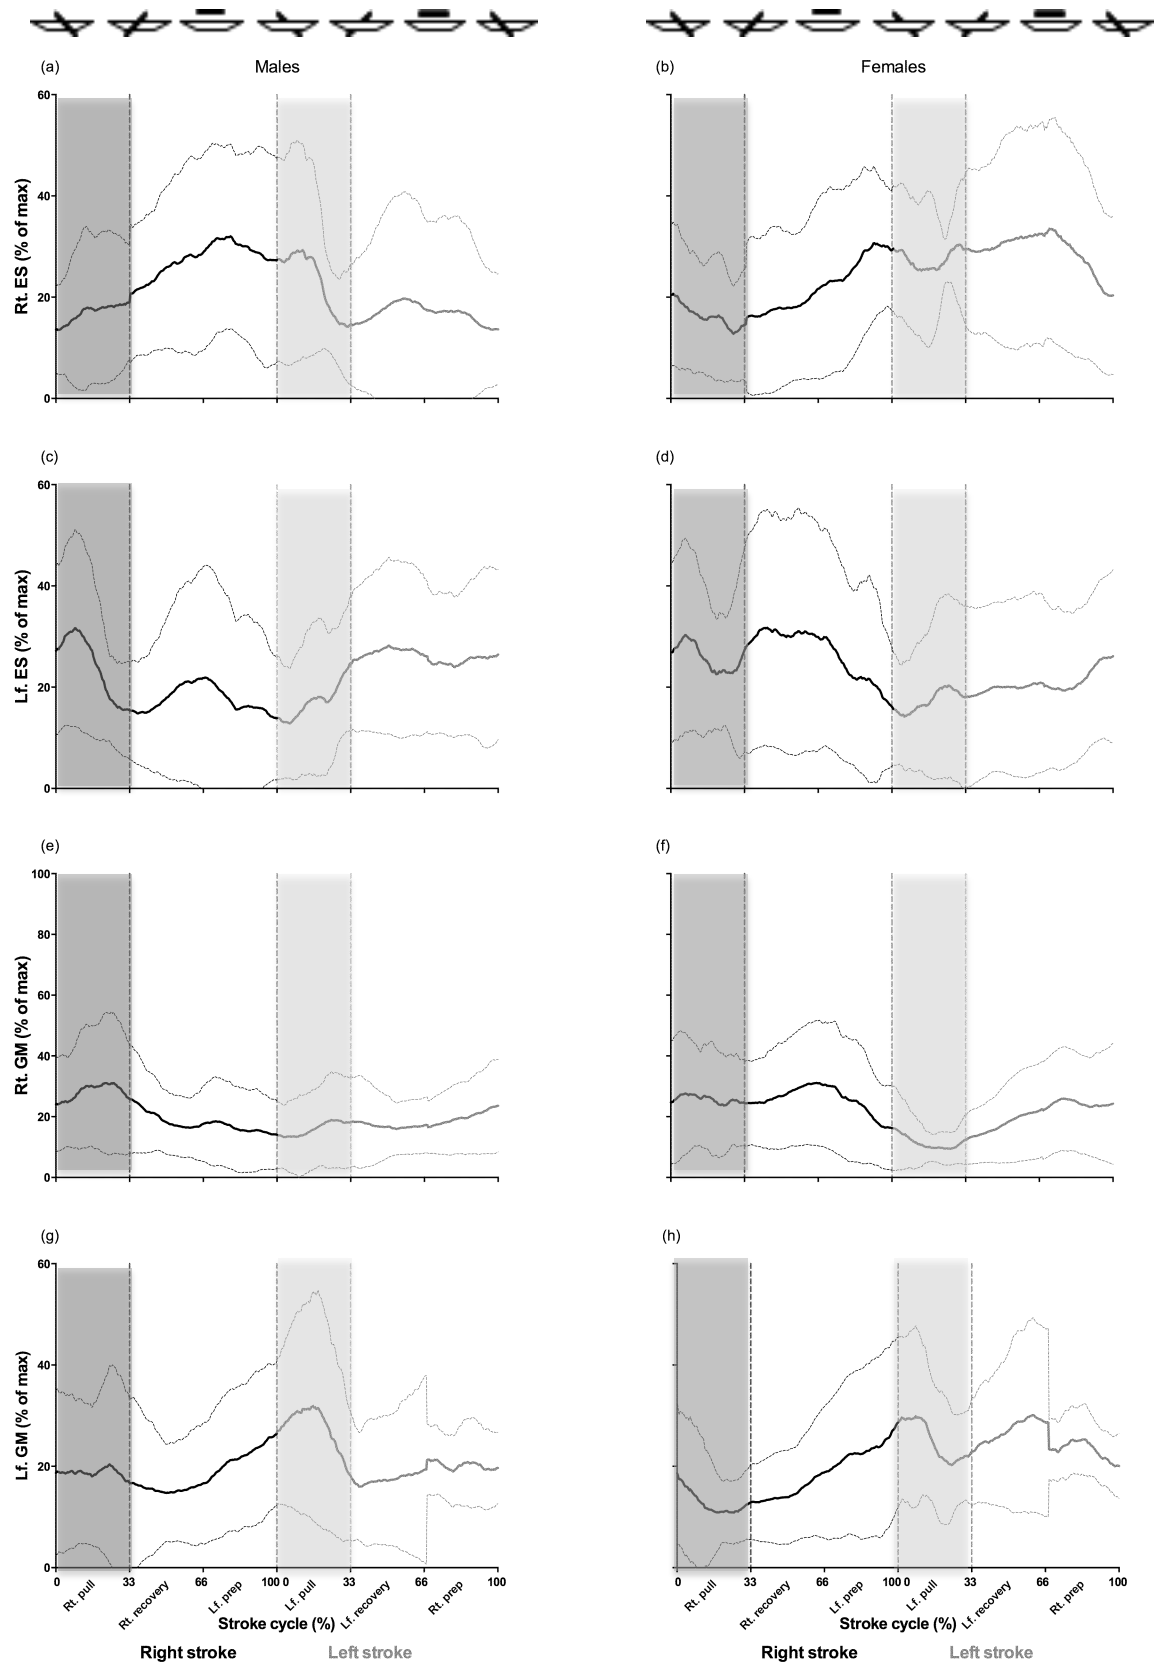 (a) Males (b) Females
60
40
20
0
Rt. ES (% of max)
(c) (d)
60
40
20
0
Lf. ES (% of max)
(e) (f)
100
80
60
40
20
0
Rt. GM (% of max)
(g) (h)
60
40
20
0
Lf. GM (% of max)
0 33 66 100 0 33 66 100 0 33 66 100 0 33 66 100
Rt. pull Rt. recovery Lf. prep Lf. pull Lf. recovery Rt. prep Rt. pull Rt. recovery Lf. prep Lf. pull Lf. recovery Rt. prep
Stroke cycle (%) Stroke cycle (%)
Right stroke Left stroke Right stroke Left stroke